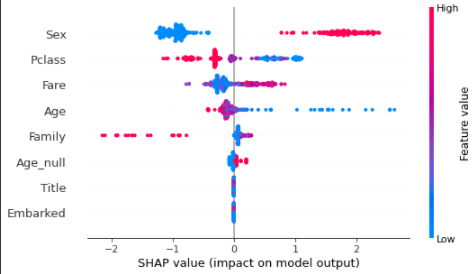 High
Sex
Pclass
Fare
Age
Family
Age_null
Title
Embarked
Feature value
Low
−2 −1 0 1 2
SHAP value (impact on model output)